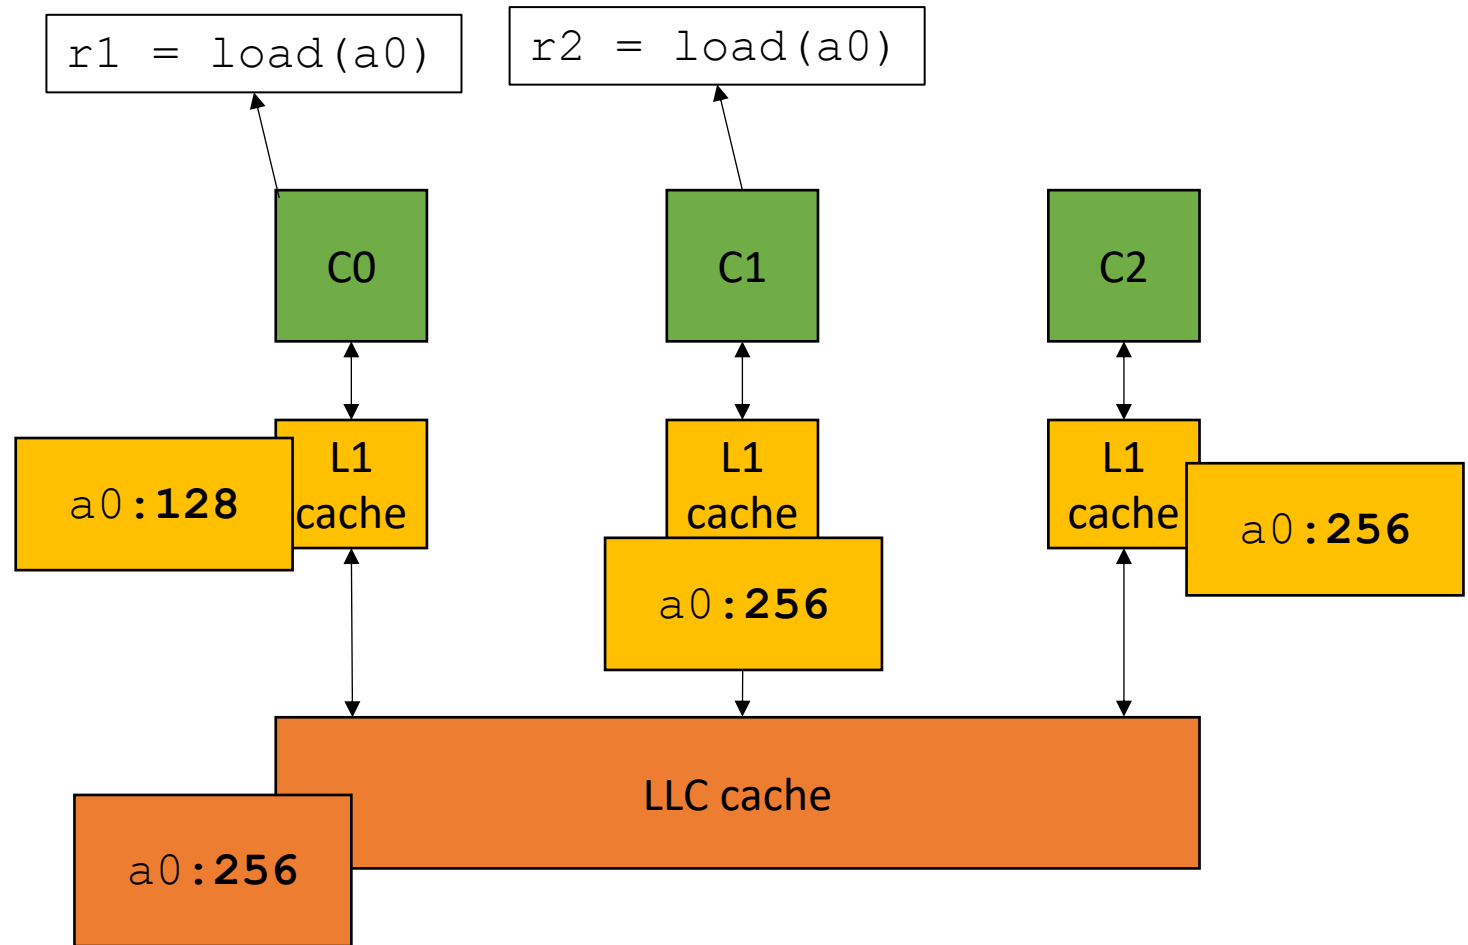 r1 = load(a0)
r2 = load(a0)
C0
C1
C2
L1
cache
L1
cache
L1
cache
a0:128
a0:256
a0:256
LLC cache
a0:256